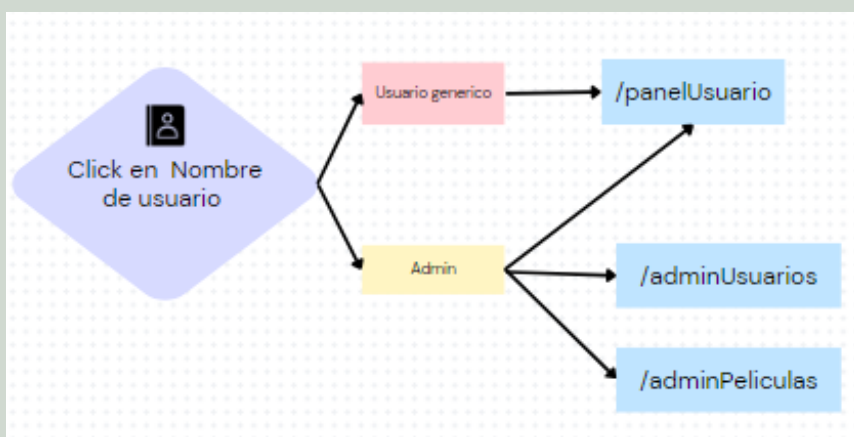 Click en Nombre
de usuario
Usuario generico
Admin
/panelUsuario
/adminUsuarios
/adminPeliculas